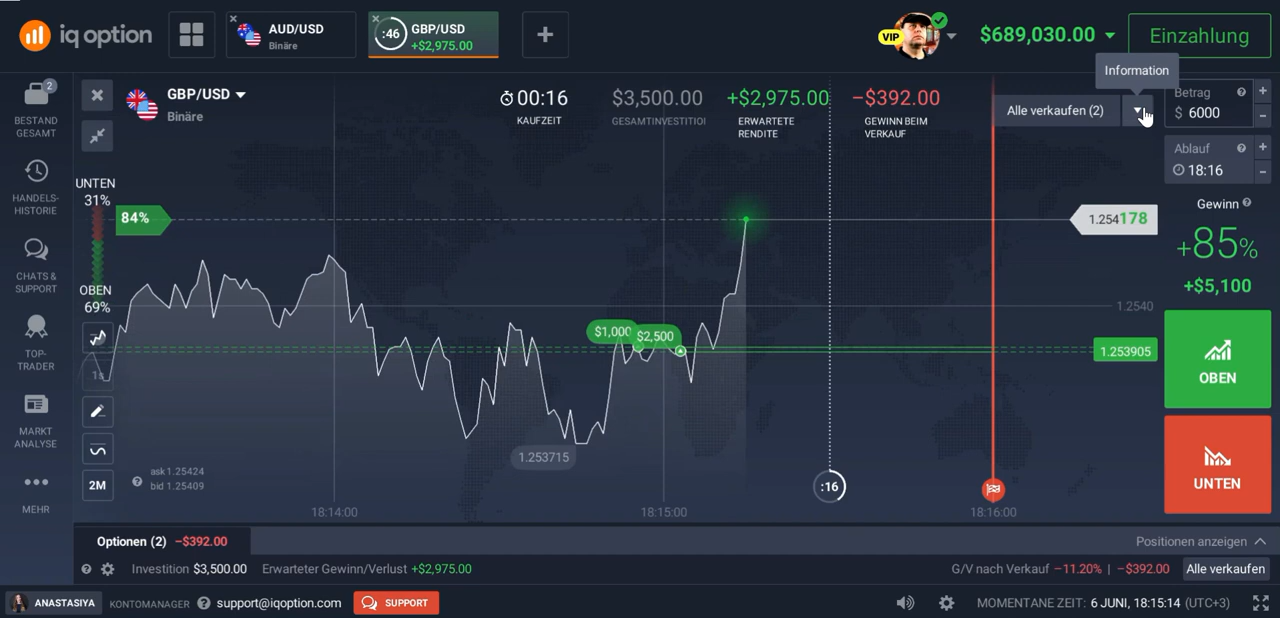 iq option
AUD/USD
Binäre
:46
GBP/USD
+$2,975.00
+
VIP
$689,030.00
Einzahlung
Information
2
BESTAND
GESAMT
HANDELS-
HISTORIE
CHATS &
SUPPORT
TOP-
TRADER
MARKT
ANALYSE
MEHR
GBP/USD
Binäre
00:16
KAUFZEIT
$3,500.00
GESAMTINVESTITIO
+$2,975.00
ERWARTETE
RENDITE
−$392.00
GEWINN BEIM
VERKAUF
Alle verkaufen (2)
Betrag
$ 6000
Ablauf
18:16
Gewinn
+85%
+$5,100
OBEN
UNTEN
UNTEN
31%
84%
OBEN
69%
1s
2M
1.254178
1.2540
1.253905
$1,000
$2,500
1.253715
ask 1.25424
bid 1.25409
:16
18:14:00
18:15:00
18:16:00
Optionen (2) −$392.00
Positionen anzeigen
Investition $3,500.00
Erwarteter Gewinn/Verlust +$2,975.00
G/V nach Verkauf −11.20% | −$392.00
Alle verkaufen
ANASTASIYA
KONTOMANAGER
support@iqoption.com
SUPPORT
MOMENTANE ZEIT: 6 JUNI, 18:15:14 (UTC+3)